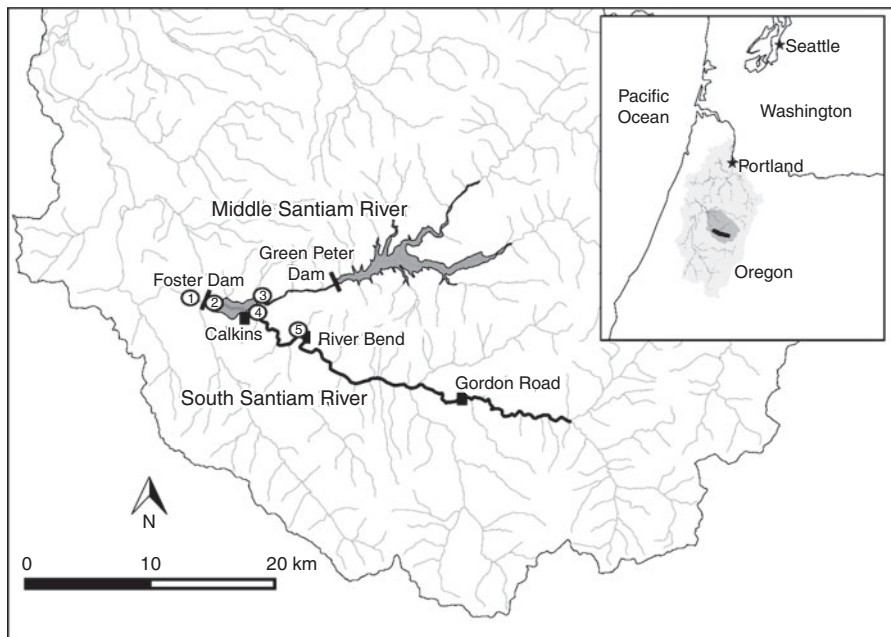 Seattle
Pacific
Ocean
Washington
Portland
Oregon
Middle Santiam River
Green Peter
Dam
Foster Dam
1
2
3
4
5
Calkins
River Bend
South Santiam River
Gordon Road
N
0
10
20 km